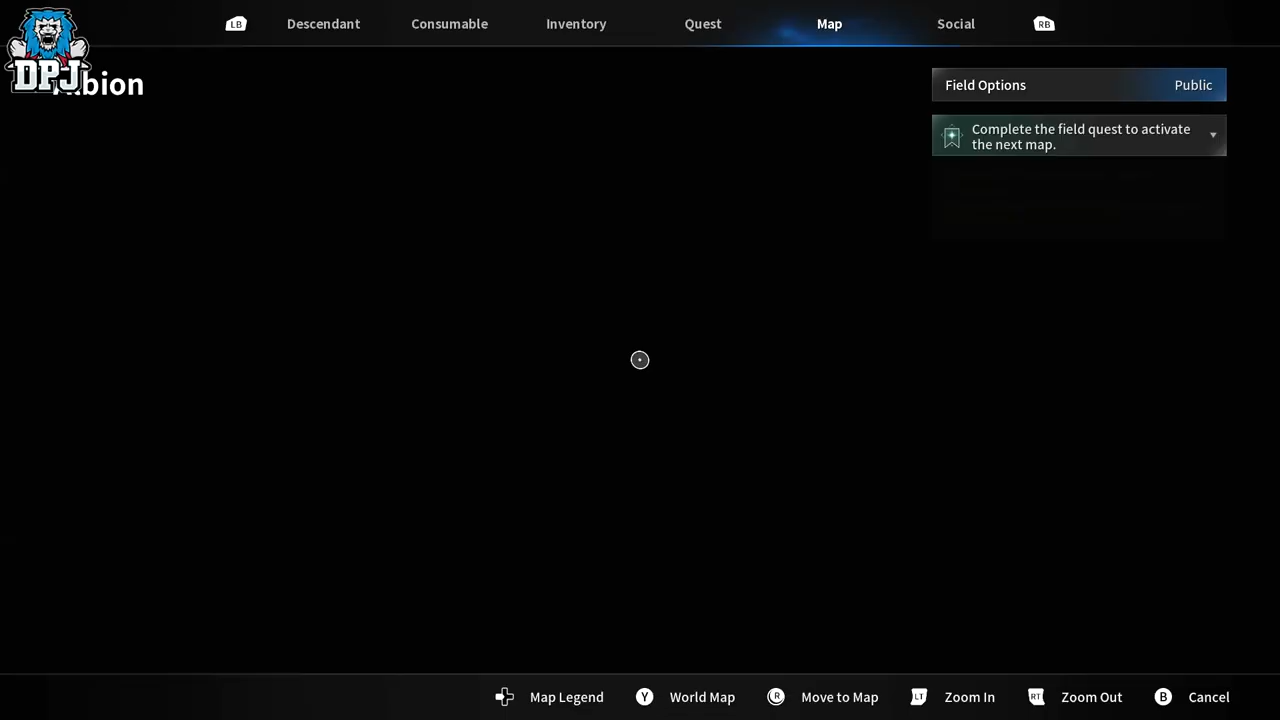 LB Descendant Consumable Inventory Quest Map Social RB
DPJ
bion
Field Options Public
Complete the field quest to activate
the next map.
Map Legend Y World Map R Move to Map LT Zoom In RT Zoom Out B Cancel